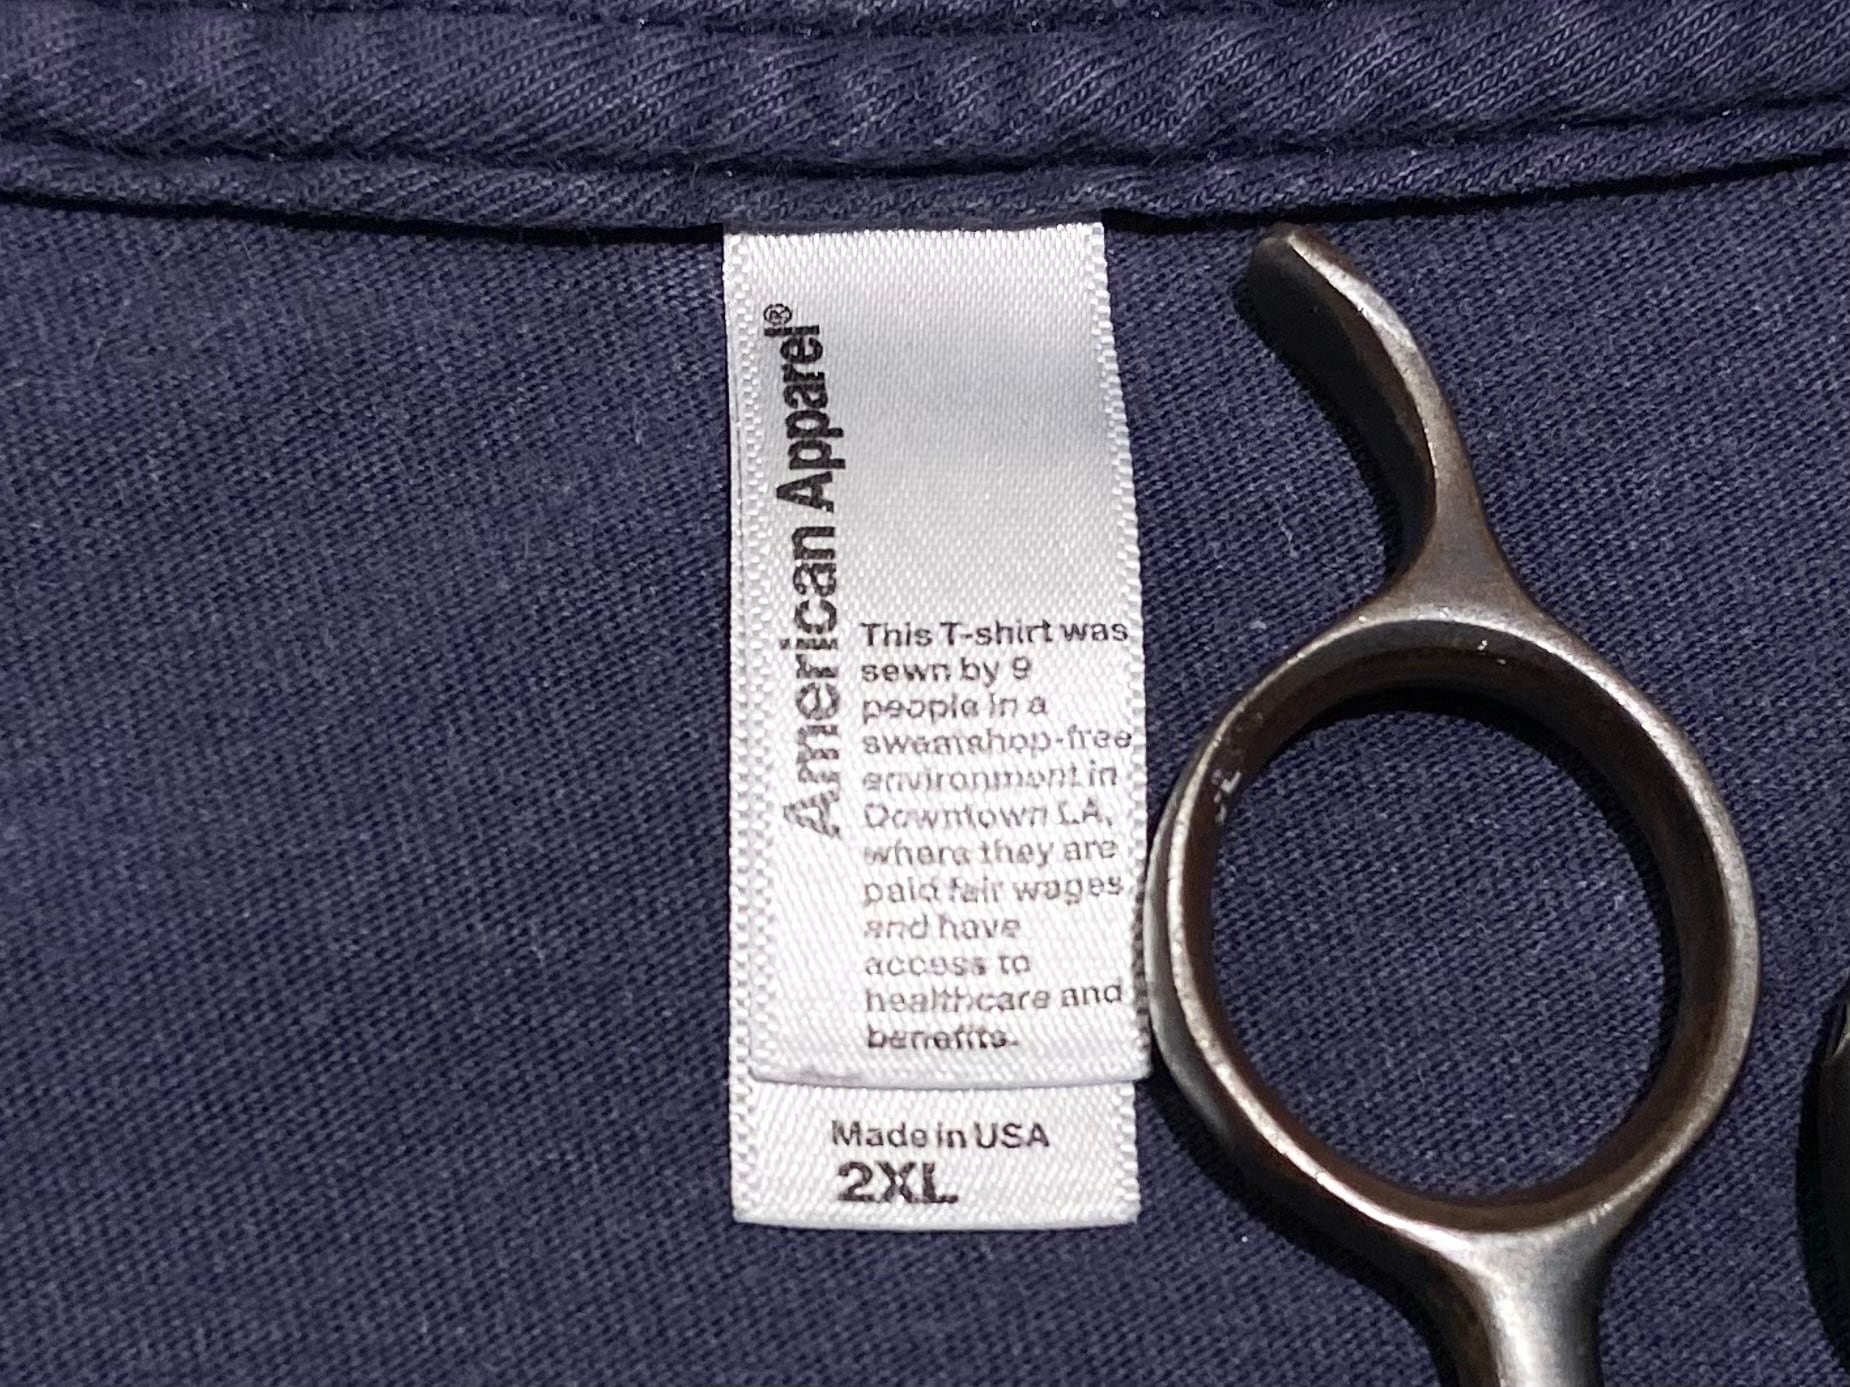 American Apparel®
This T-shirt was
sewn by 9
people in a
sweatshop-free
environment in
Downtown LA,
where they are
paid fair wages
and have
access to
healthcare and
benefits.
Made in USA
2XL